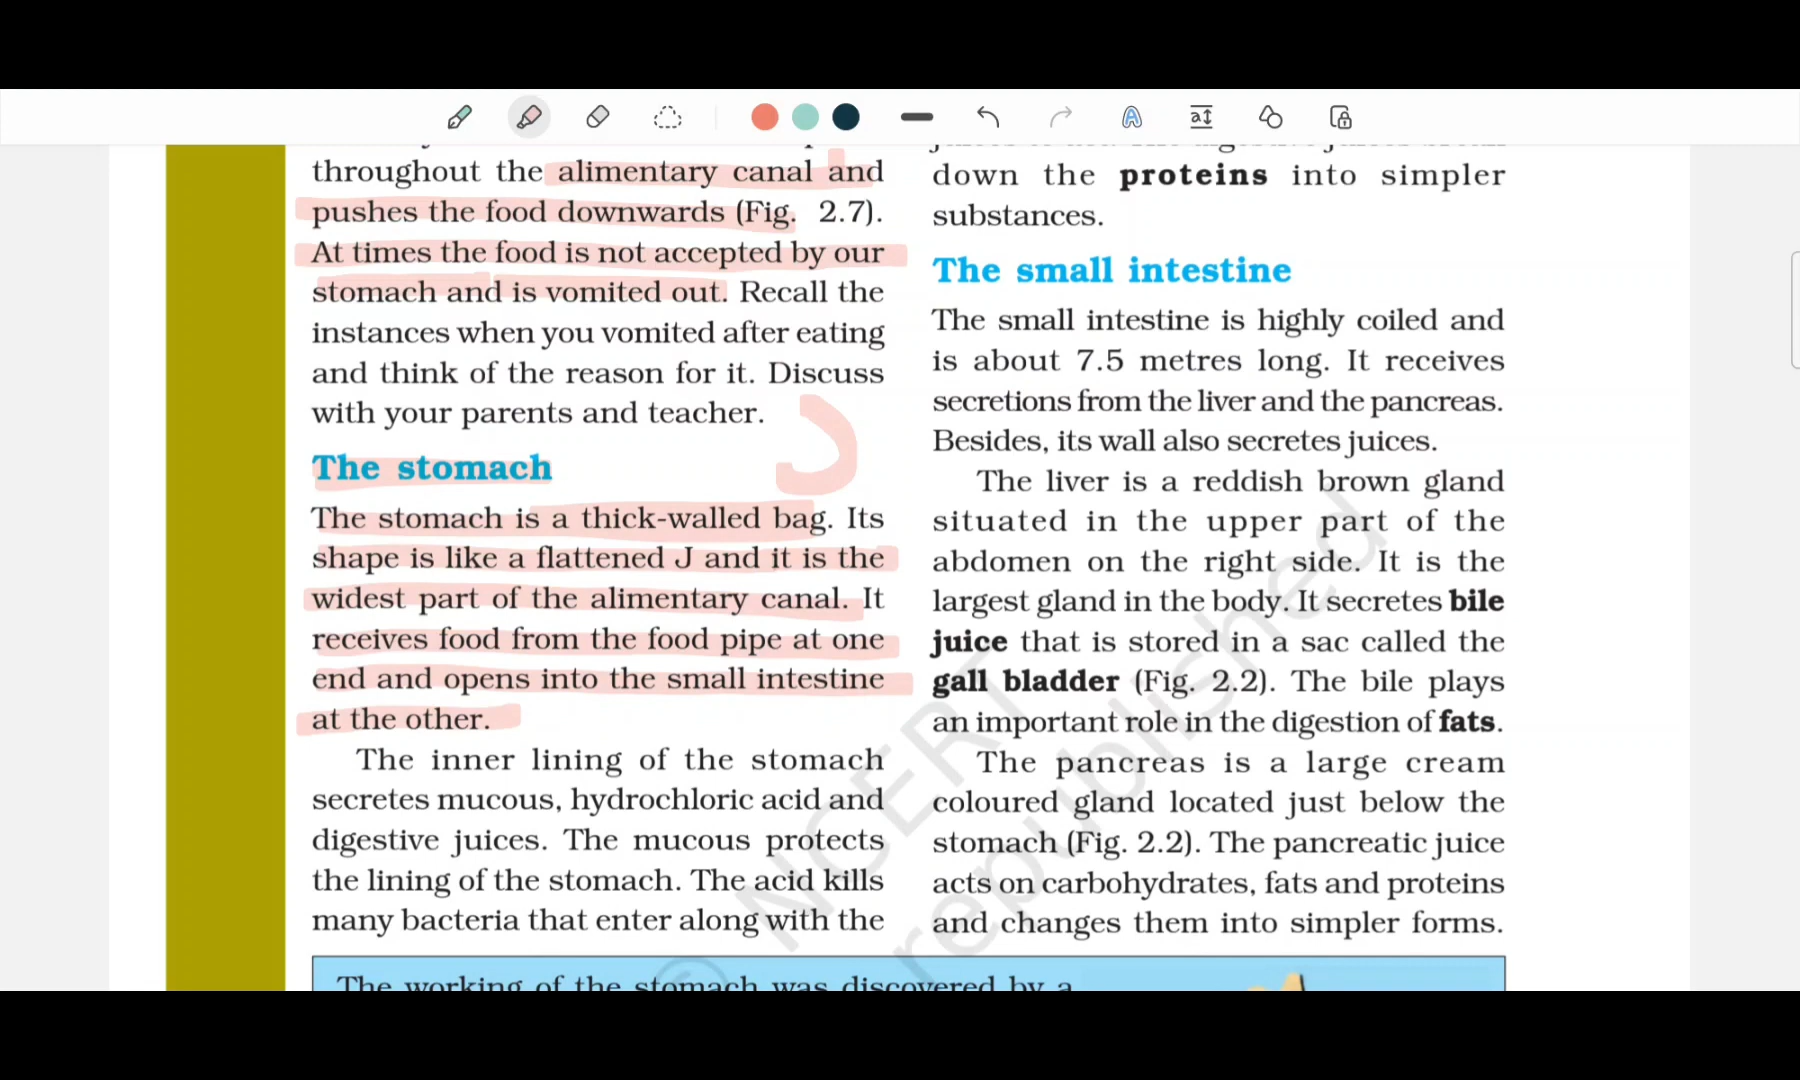 throughout the alimentary canal and
pushes the food downwards (Fig. 2.7).
At times the food is not accepted by our
stomach and is vomited out. Recall the
instances when you vomited after eating
and think of the reason for it. Discuss
with your parents and teacher.
The stomach
The stomach is a thick-walled bag. Its
shape is like a flattened J and it is the
widest part of the alimentary canal. It
receives food from the food pipe at one
end and opens into the small intestine
at the other.
The inner lining of the stomach
secretes mucous, hydrochloric acid and
digestive juices. The mucous protects
the lining of the stomach. The acid kills
many bacteria that enter along with the
down the proteins into simpler
substances.
The small intestine
The small intestine is highly coiled and
is about 7.5 metres long. It receives
secretions from the liver and the pancreas.
Besides, its wall also secretes juices.
The liver is a reddish brown gland
situated in the upper part of the
abdomen on the right side. It is the
largest gland in the body. It secretes bile
juice that is stored in a sac called the
gall bladder (Fig. 2.2). The bile plays
an important role in the digestion of fats.
The pancreas is a large cream
coloured gland located just below the
stomach (Fig. 2.2). The pancreatic juice
acts on carbohydrates, fats and proteins
and changes them into simpler forms.
The working of the stomach was discovered by a
© NCERT
republished